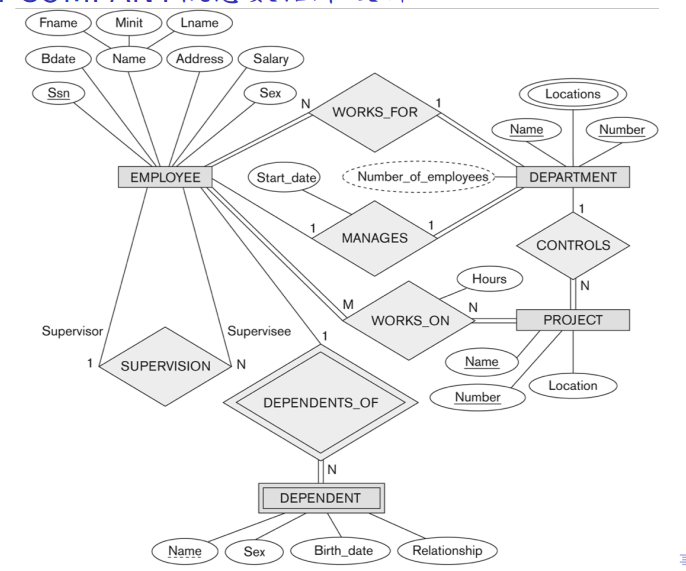 Fname Minit Lname
Bdate Name Address Salary
Ssn Sex
N WORKS_FOR 1
Locations
Name Number
EMPLOYEE
Start_date
Number_of_employees
DEPARTMENT
1 MANAGES 1
1
CONTROLS
N
Hours
M WORKS_ON N
PROJECT
Name
Number
Location
Supervisor Supervisee
1 SUPERVISION N
1
DEPENDENTS_OF
N
DEPENDENT
Name Sex Birth_date Relationship